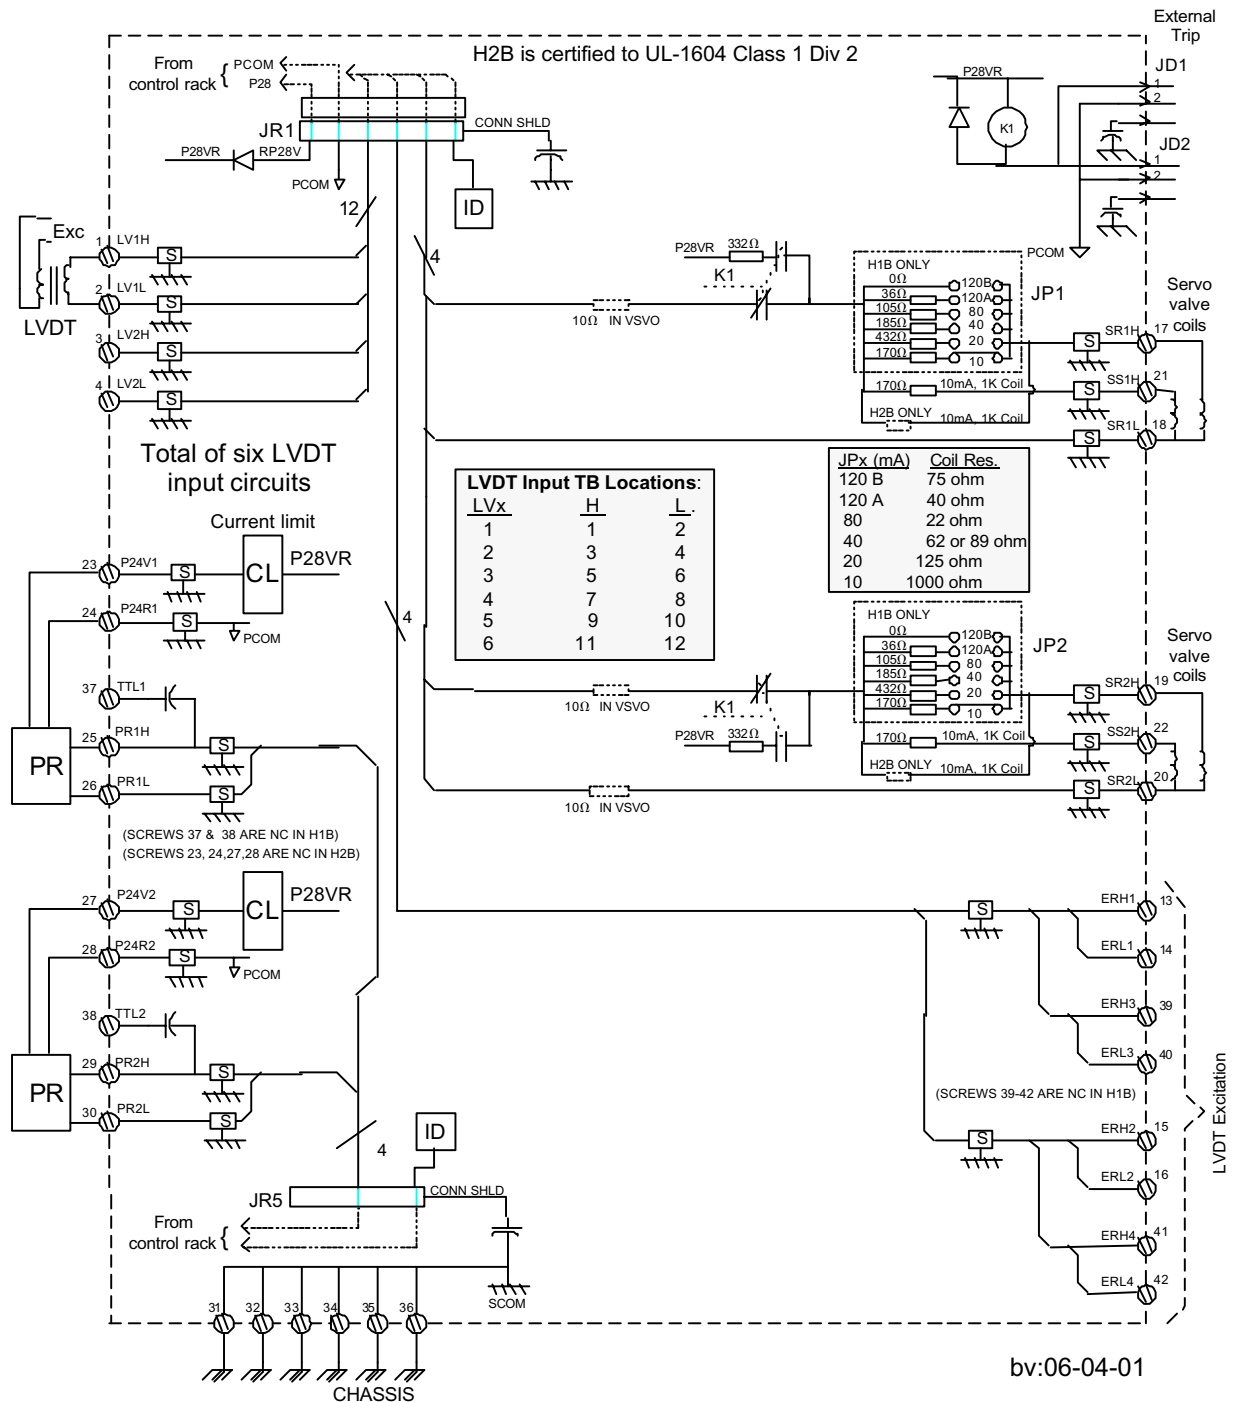 External
Trip
H2B is certified to UL-1604 Class 1 Div 2
From
control rack {
PCOM
P28
JR1
CONN SHLD
P28VR
RP28V
PCOM
ID
12
4
P28VR
K1
JD1
1
2
JD2
1
2
PCOM
Exc
LVDT
1 LV1H S
2 LV1L S
3 LV2H S
4 LV2L S
Total of six LVDT
input circuits
P28VR 332Ω
K1
10Ω IN VSVO
H1B ONLY
0Ω 120B
36Ω 120A
105Ω 80
185Ω 40
432Ω 20
170Ω 10
JP1
170Ω 10mA, 1K Coil
H2B ONLY 10mA, 1K Coil
Servo
valve
coils
S SR1H 17
S SS1H 21
S SR1L 18
LVDT Input TB Locations:
LVx H L .
1 1 2
2 3 4
3 5 6
4 7 8
5 9 10
6 11 12
JPx (mA) Coil Res.
120 B 75 ohm
120 A 40 ohm
80 22 ohm
40 62 or 89 ohm
20 125 ohm
10 1000 ohm
Current limit
23 P24V1 S CL P28VR
24 P24R1 S PCOM
37 TTL1
25 PR1H S
PR
26 PR1L S
4
(SCREWS 37 & 38 ARE NC IN H1B)
(SCREWS 23, 24,27,28 ARE NC IN H2B)
10Ω IN VSVO
K1
P28VR 332Ω
H1B ONLY
0Ω 120B
36Ω 120A
105Ω 80
185Ω 40
432Ω 20
170Ω 10
JP2
170Ω 10mA, 1K Coil
H2B ONLY 10mA, 1K Coil
10Ω IN VSVO
Servo
valve
coils
S SR2H 19
S SS2H 22
S SR2L 20
27 P24V2 S CL P28VR
28 P24R2 S PCOM
38 TTL2
29 PR2H S
PR
30 PR2L S
4
ID
S ERH1 13
ERL1 14
ERH3 39
ERL3 40
(SCREWS 39-42 ARE NC IN H1B)
S ERH2 15
ERL2 16
ERH4 41
ERL4 42
LVDT Excitation
JR5
CONN SHLD
From
control rack {
SCOM
31 32 33 34 35 36
CHASSIS
bv:06-04-01